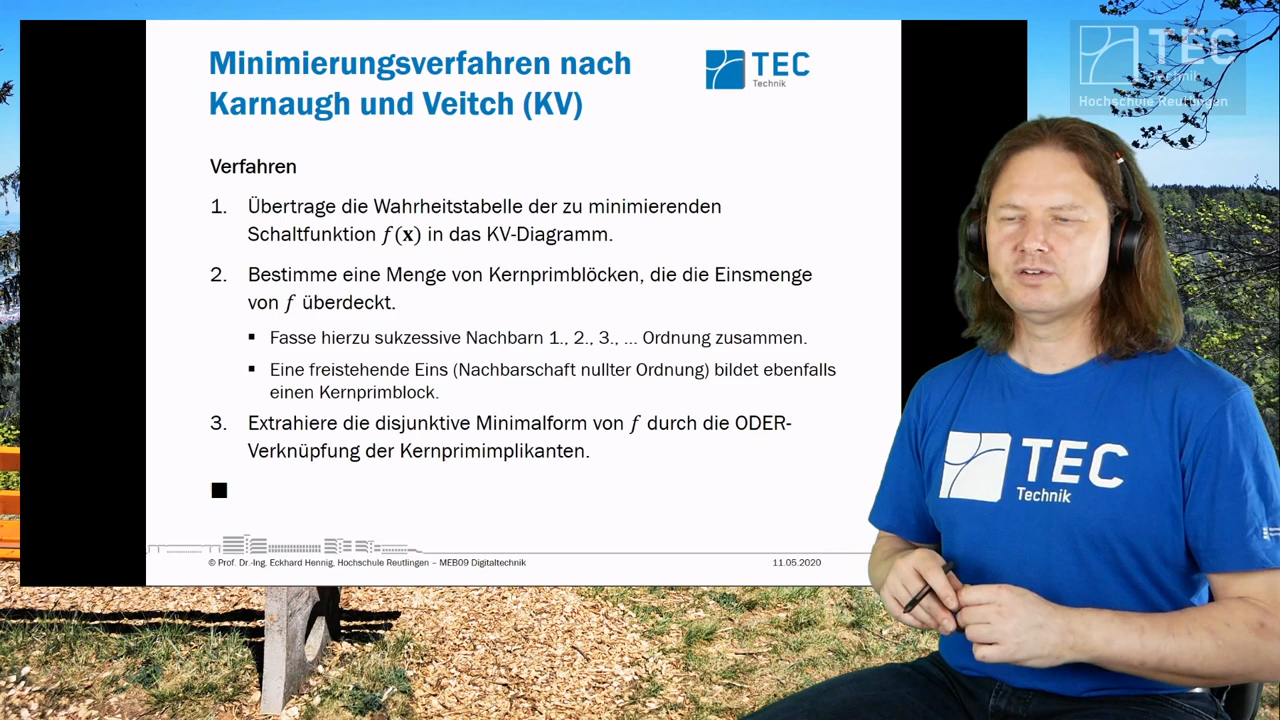 Minimierungsverfahren nach
Karnaugh und Veitch (KV)
TEC
Technik
Verfahren
1. Übertrage die Wahrheitstabelle der zu minimierenden
Schaltfunktion f(x) in das KV-Diagramm.
2. Bestimme eine Menge von Kernprimblöcken, die die Einsmenge
von f überdeckt.
▪ Fasse hierzu sukzessive Nachbarn 1., 2., 3., ... Ordnung zusammen.
▪ Eine freistehende Eins (Nachbarschaft nullter Ordnung) bildet ebenfalls
einen Kernprimblock.
3. Extrahiere die disjunktive Minimalform von f durch die ODER-
Verknüpfung der Kernprimimplikanten.
■
© Prof. Dr.-Ing. Eckhard Hennig, Hochschule Reutlingen – MEB09 Digitaltechnik
11.05.2020
TEC
Technik
Hochschule Reutlingen
TEC
Technik